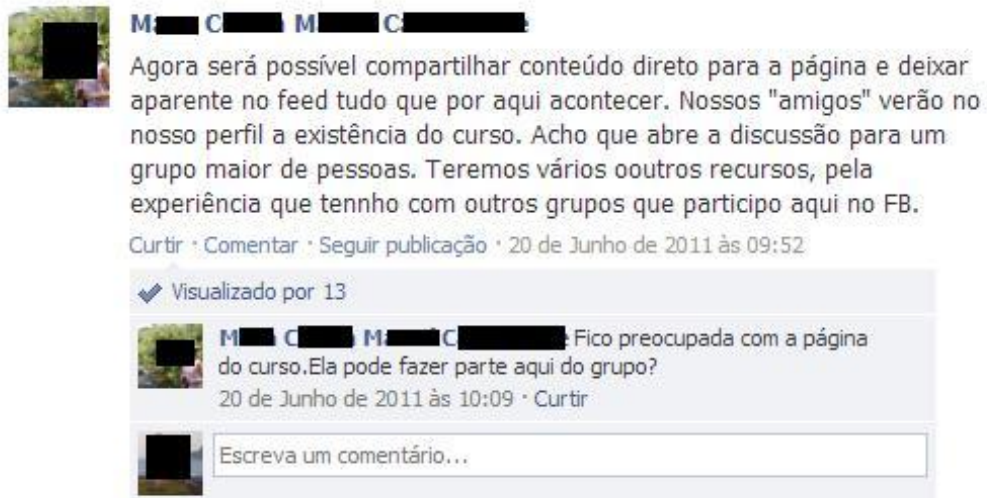 Agora será possível compartilhar conteúdo direto para a página e deixar
aparente no feed tudo que por aqui acontecer. Nossos "amigos" verão no
nosso perfil a existência do curso. Acho que abre a discussão para um
grupo maior de pessoas. Teremos vários ooutros recursos, pela
experiência que tennho com outros grupos que participo aqui no FB.
Curtir · Comentar · Seguir publicação · 20 de Junho de 2011 às 09:52
Visualizado por 13
Fico preocupada com a página
do curso.Ela pode fazer parte aqui do grupo?
20 de Junho de 2011 às 10:09 · Curtir
Escreva um comentário...